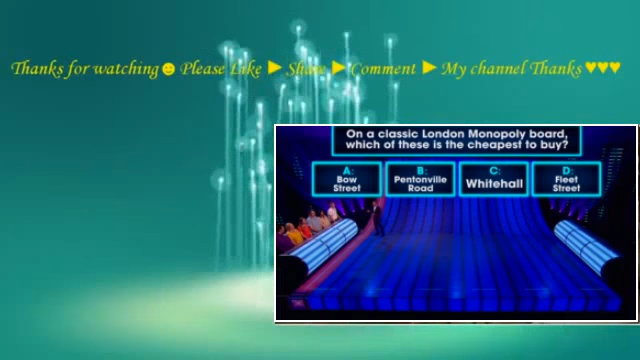 Thanks for watching☻ Please Like ► Share ► Comment ► My channel Thanks ♥♥♥
On a classic London Monopoly board,
which of these is the cheapest to buy?
A:
Bow
Street
B:
Pentonville
Road
C:
Whitehall
D:
Fleet
Street